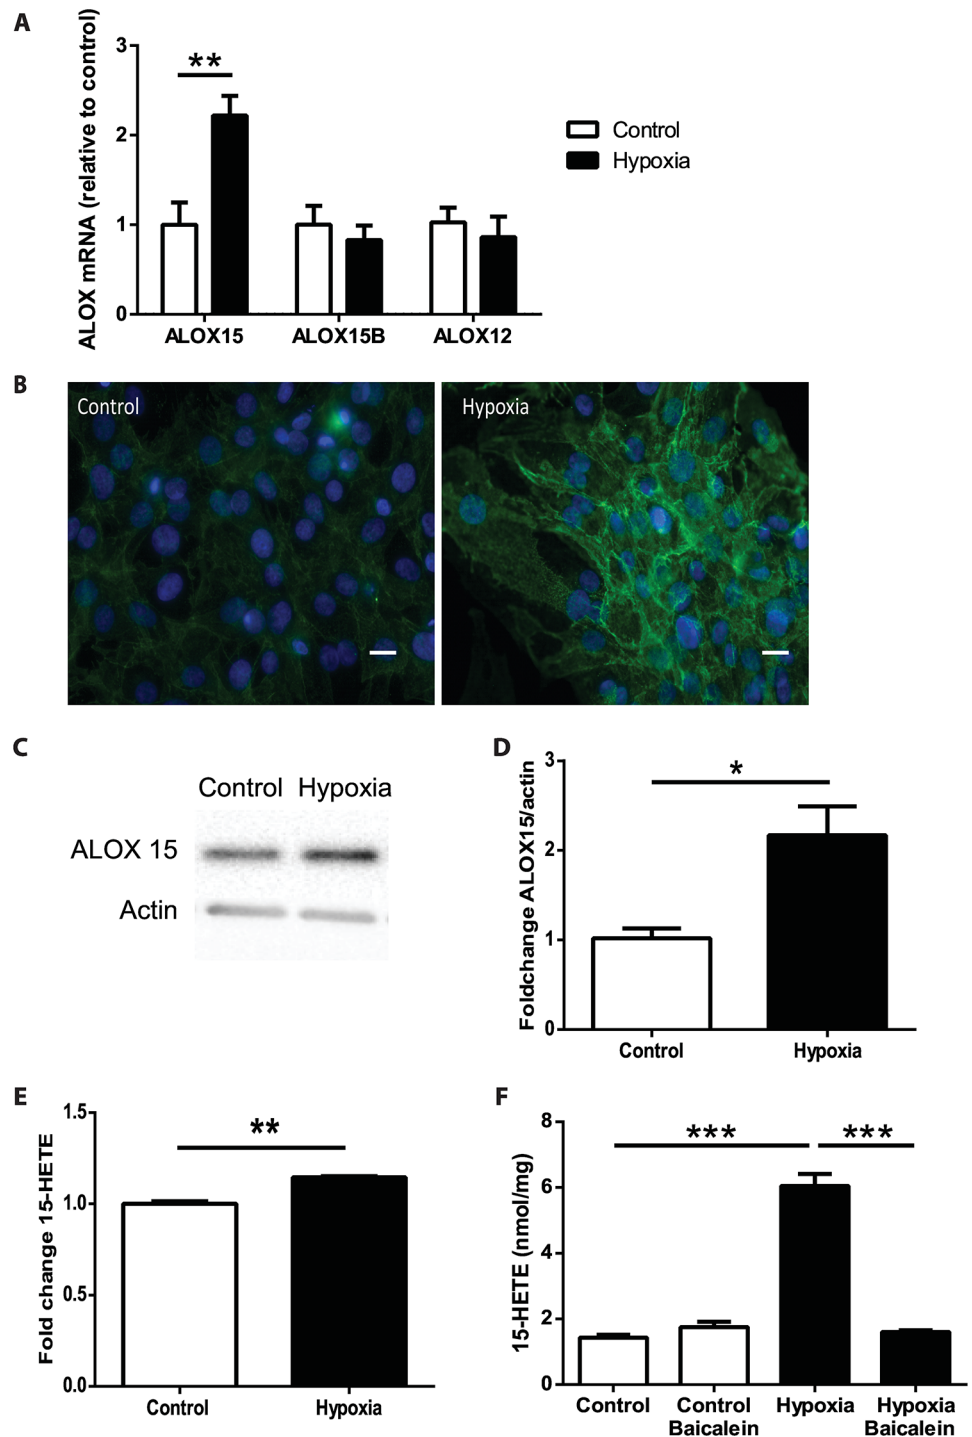 A
ALOX mRNA (relative to control)
3
2
1
0
**
ALOX15
ALOX15B
ALOX12
Control
Hypoxia
B
Control
Hypoxia
C
Control Hypoxia
ALOX 15
Actin
D
Foldchange ALOX15/actin
3
2
1
0
*
Control
Hypoxia
E
Fold change 15-HETE
1.5
1.0
0.5
0.0
**
Control
Hypoxia
F
15-HETE (nmol/mg)
8
6
4
2
0
***
***
Control
Control
Baicalein
Hypoxia
Hypoxia
Baicalein